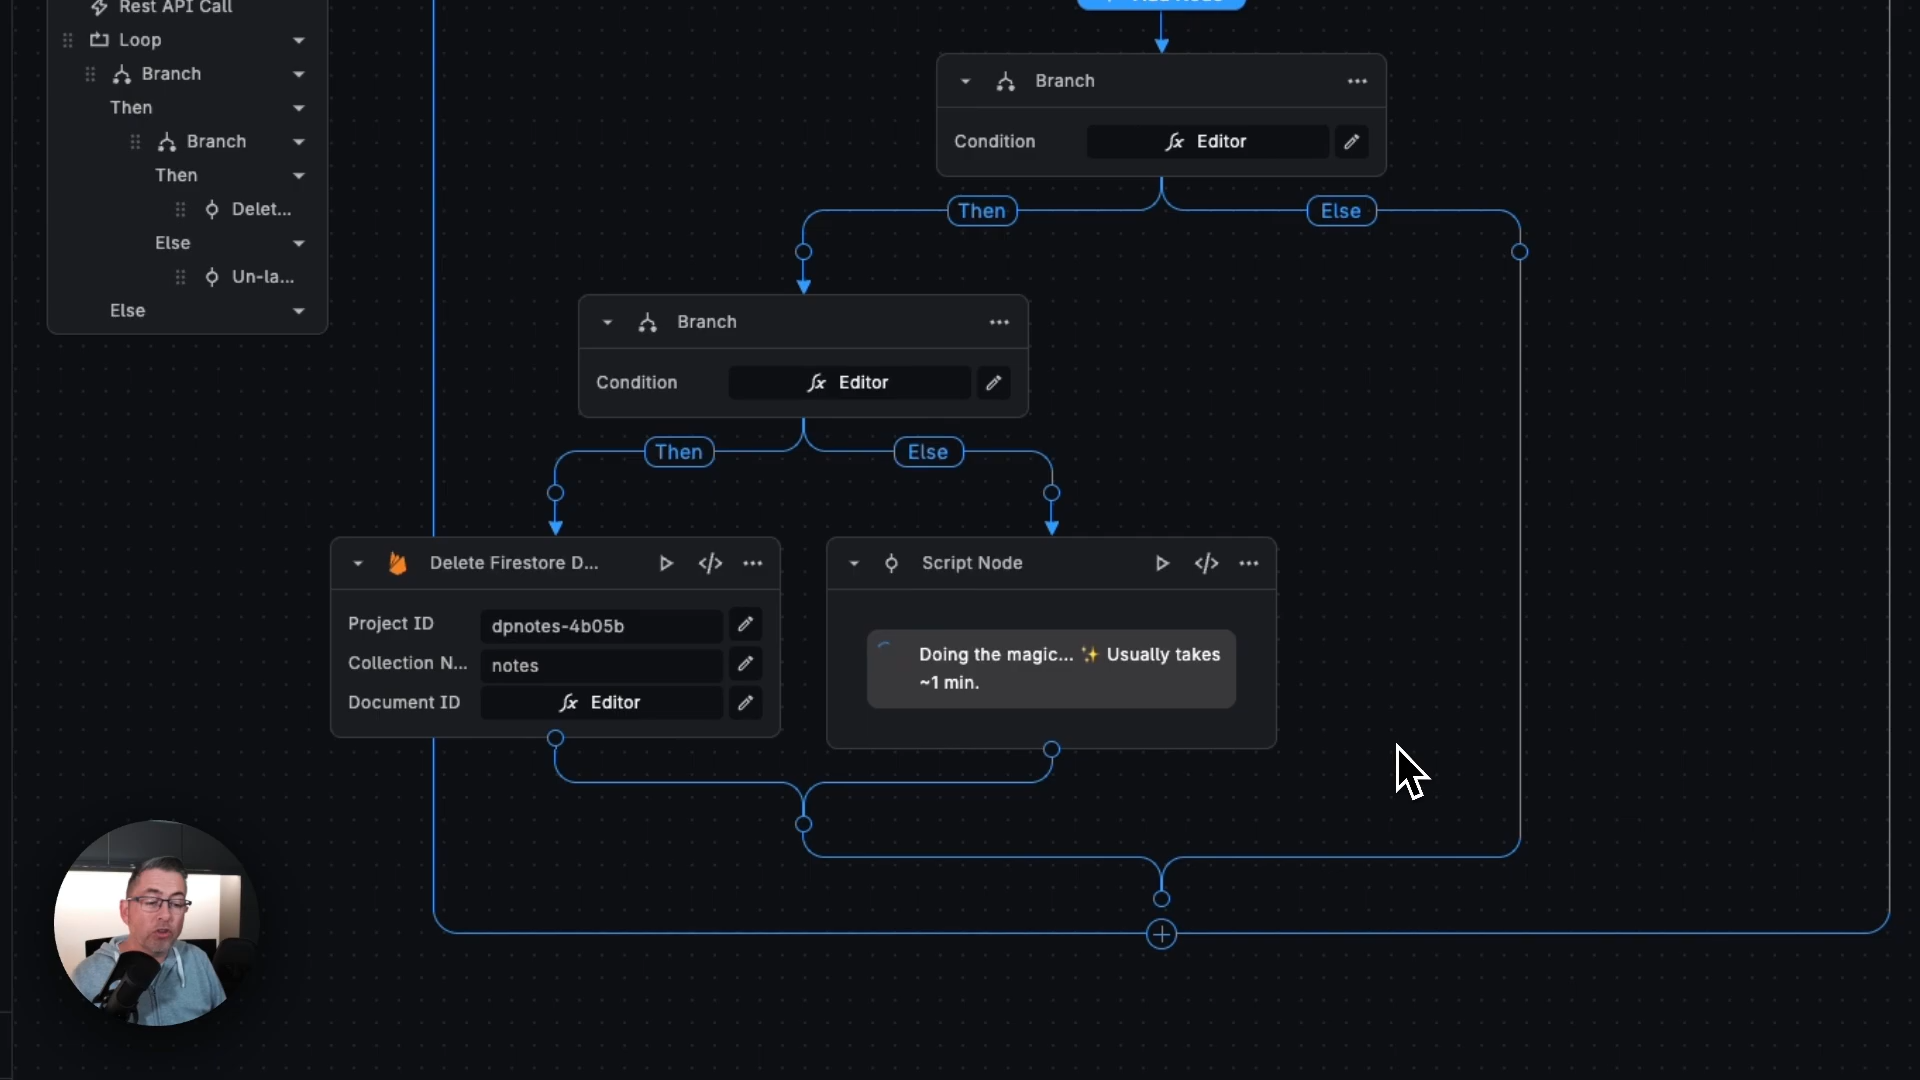 Rest API Call
Loop
Branch
Then
Branch
Then
Delet...
Else
Un-la...
Else
Branch
Condition
Editor
Then
Else
Branch
Condition
Editor
Then
Else
Delete Firestore D...
Project ID
dpnotes-4b05b
Collection N...
notes
Document ID
Editor
Script Node
Doing the magic... ✨ Usually takes
~1 min.